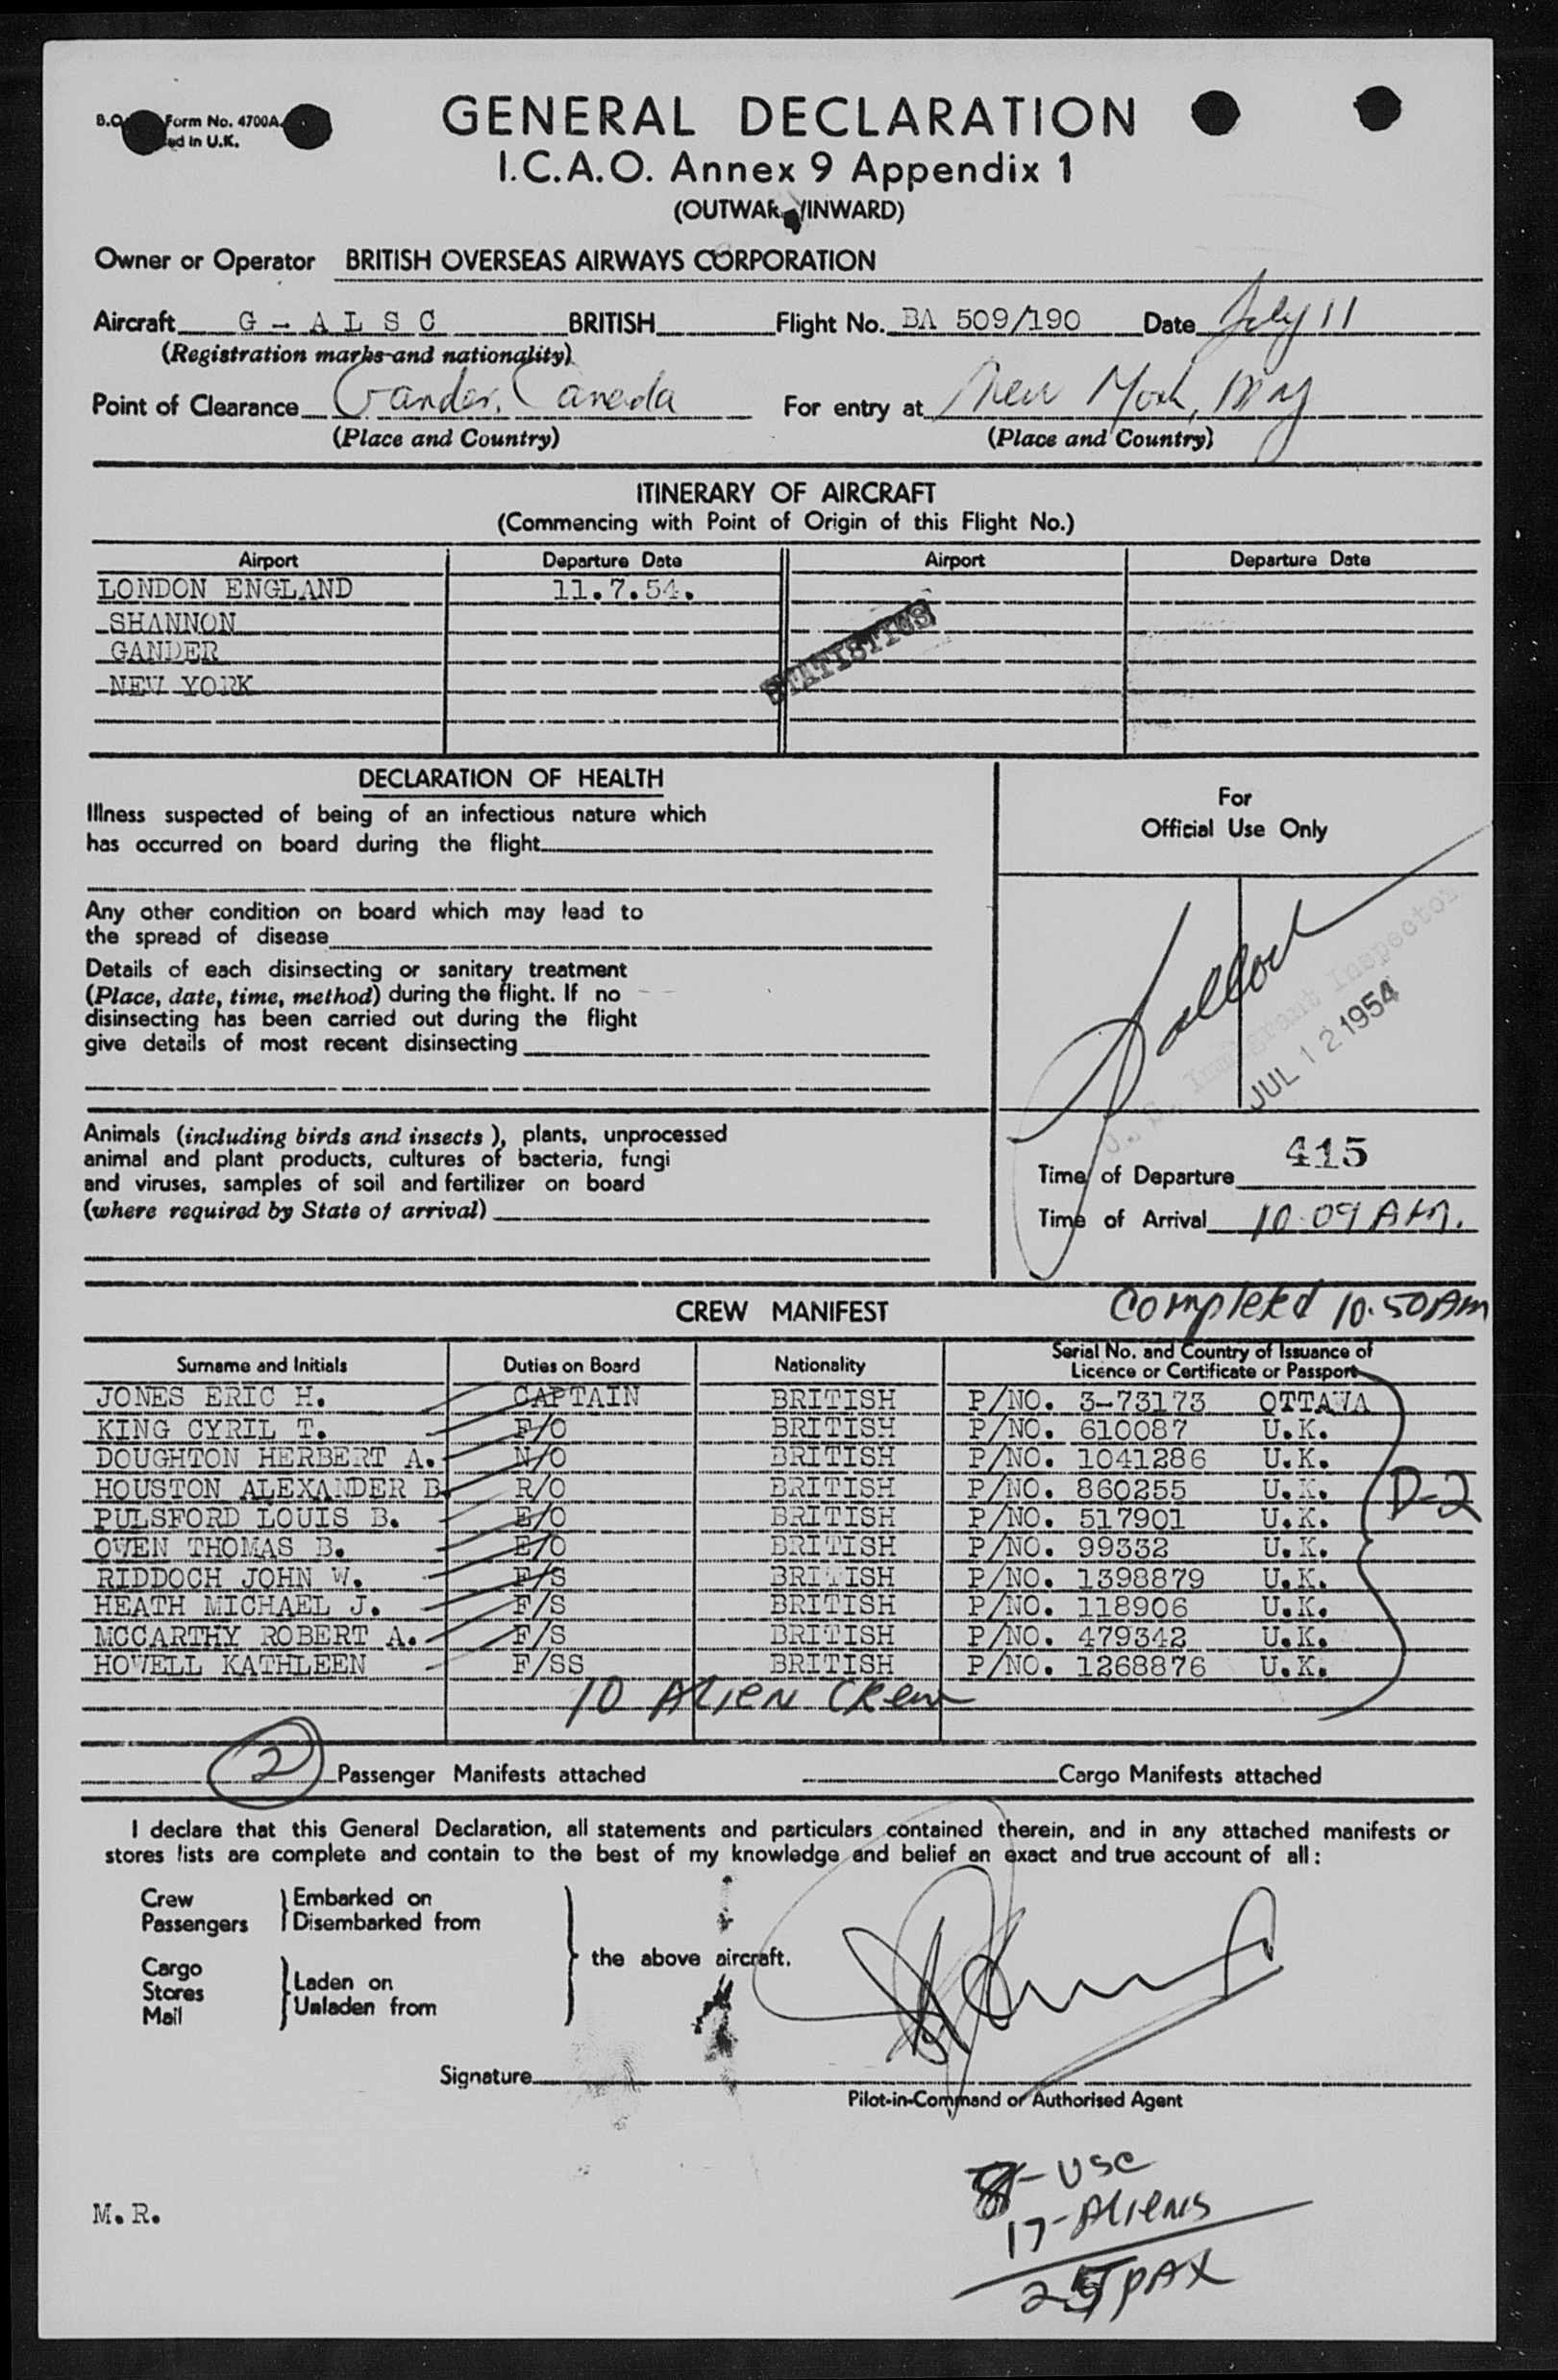 Form No. 4700A.
in U.K.
GENERAL DECLARATION
I.C.A.O. Annex 9 Appendix 1
(OUTWAR /INWARD)
Owner or Operator BRITISH OVERSEAS AIRWAYS CORPORATION
Aircraft G - A L S C BRITISH Flight No. BA 509/190 Date July 11
(Registration marks and nationality)
Point of Clearance Gander, Canada For entry at New York, NY
(Place and Country) (Place and Country)
ITINERARY OF AIRCRAFT
(Commencing with Point of Origin of this Flight No.)
Airport Departure Date Airport Departure Date
LONDON ENGLAND 11.7.54.
SHANNON
GANDER
NEW YORK
STATISTICS
DECLARATION OF HEALTH
Illness suspected of being of an infectious nature which
has occurred on board during the flight
Any other condition on board which may lead to
the spread of disease
Details of each disinsecting or sanitary treatment
(Place, date, time, method) during the flight. If no
disinsecting has been carried out during the flight
give details of most recent disinsecting
Animals (including birds and insects), plants, unprocessed
animal and plant products, cultures of bacteria, fungi
and viruses, samples of soil and fertilizer on board
(where required by State of arrival)
For
Official Use Only
U. S. Immigrant Inspector
JUL 12 1954
415
Time of Departure
Time of Arrival 10.09 AM.
Completed 10.50 AM
CREW MANIFEST
Surname and Initials Duties on Board Nationality Serial No. and Country of Issuance of Licence or Certificate or Passport
JONES ERIC H. CAPTAIN BRITISH P/NO. 3-73173 OTTAWA
KING CYRIL T. F/O BRITISH P/NO. 610087 U.K.
DOUGHTON HERBERT A. N/O BRITISH P/NO. 1041286 U.K.
HOUSTON ALEXANDER B. R/O BRITISH P/NO. 860255 U.K.
PULSFORD LOUIS B. E/O BRITISH P/NO. 517901 U.K.
OWEN THOMAS B. E/O BRITISH P/NO. 99332 U.K.
RIDDOCH JOHN W. F/S BRITISH P/NO. 1398879 U.K.
HEATH MICHAEL J. F/S BRITISH P/NO. 118906 U.K.
MCCARTHY ROBERT A. F/S BRITISH P/NO. 479342 U.K.
HOWELL KATHLEEN F/SS BRITISH P/NO. 1268876 U.K.
D-2
10 ALIEN CREW
2 Passenger Manifests attached Cargo Manifests attached
I declare that this General Declaration, all statements and particulars contained therein, and in any attached manifests or
stores lists are complete and contain to the best of my knowledge and belief an exact and true account of all:
Crew Embarked on
Passengers Disembarked from
the above aircraft.
Cargo
Stores Laden on
Mail Unladen from
Signature
Pilot-in-Command or Authorised Agent
8 - USC
17 - ALIENS
25 PAX
M.R.